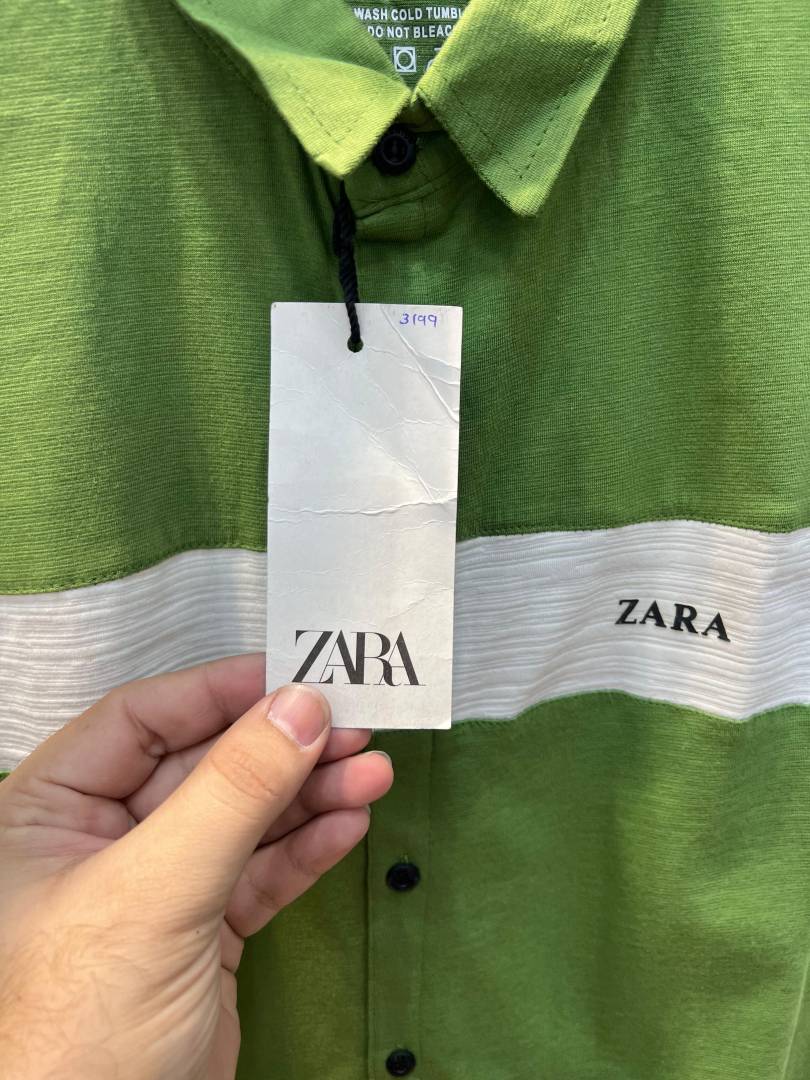 WASH COLD TUMBL
DO NOT BLEAC
3199
ZARA
ZARA